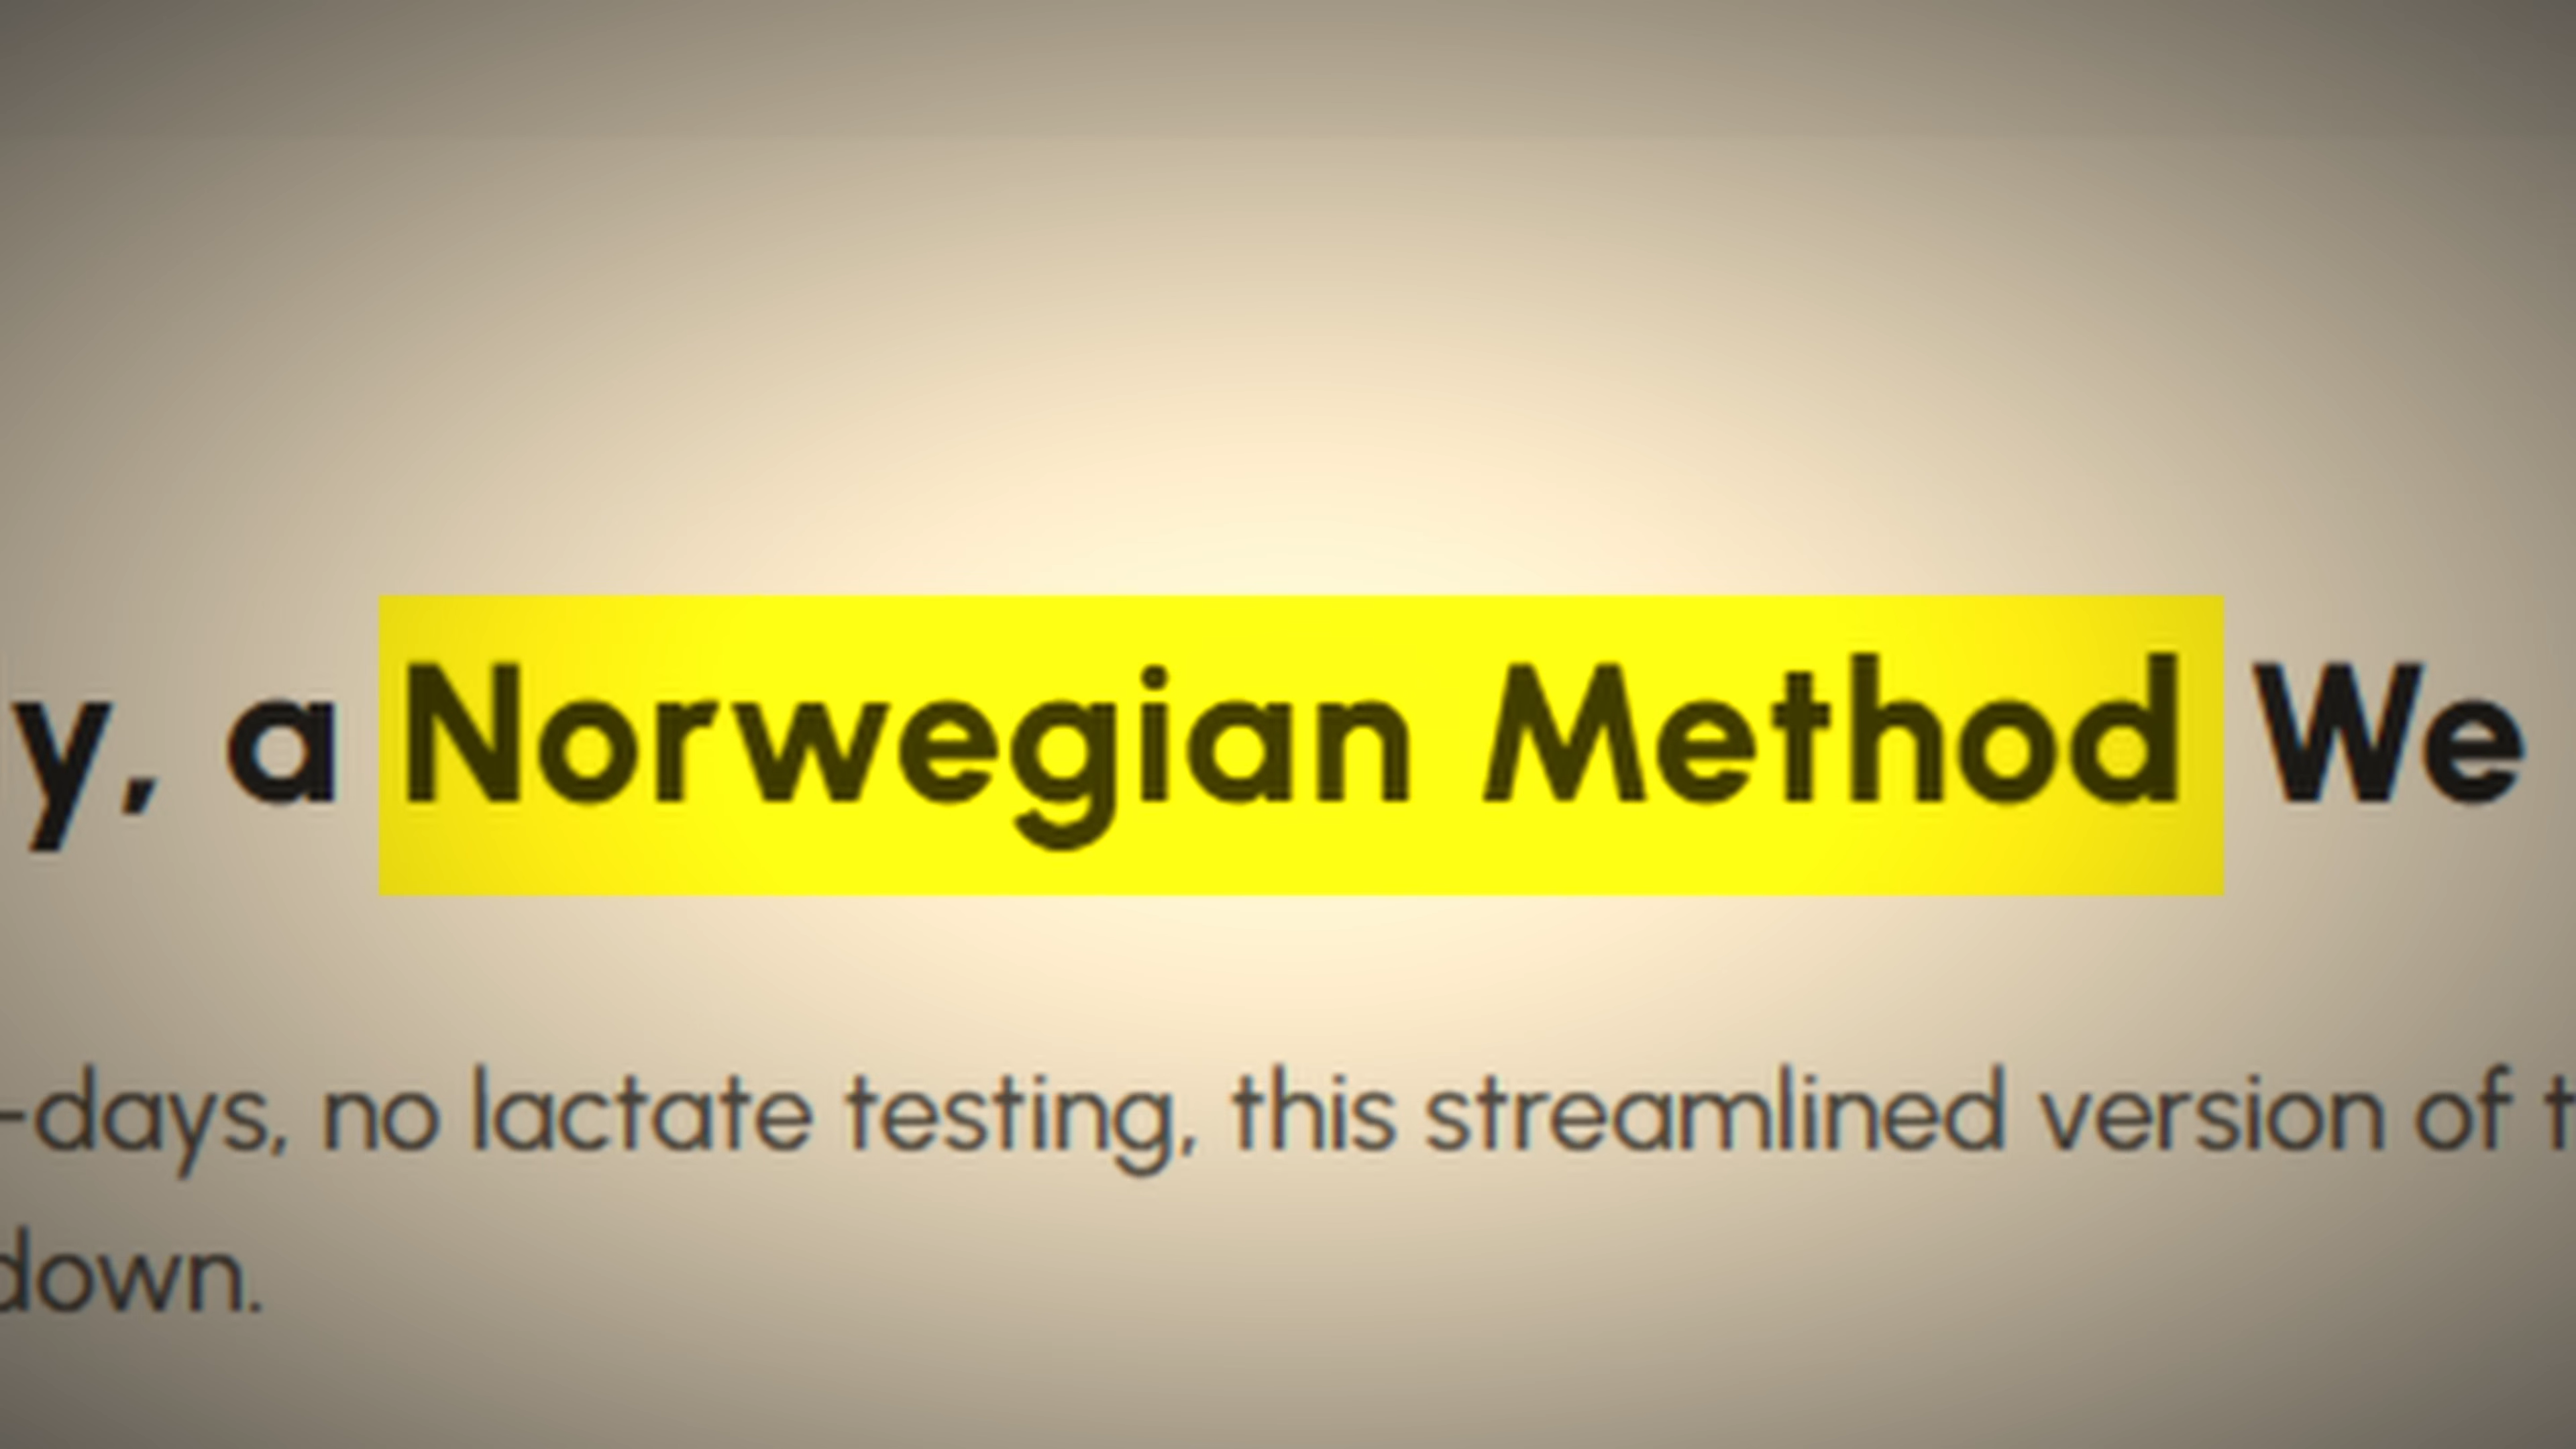 y, a Norwegian Method We
-days, no lactate testing, this streamlined version of t
down.